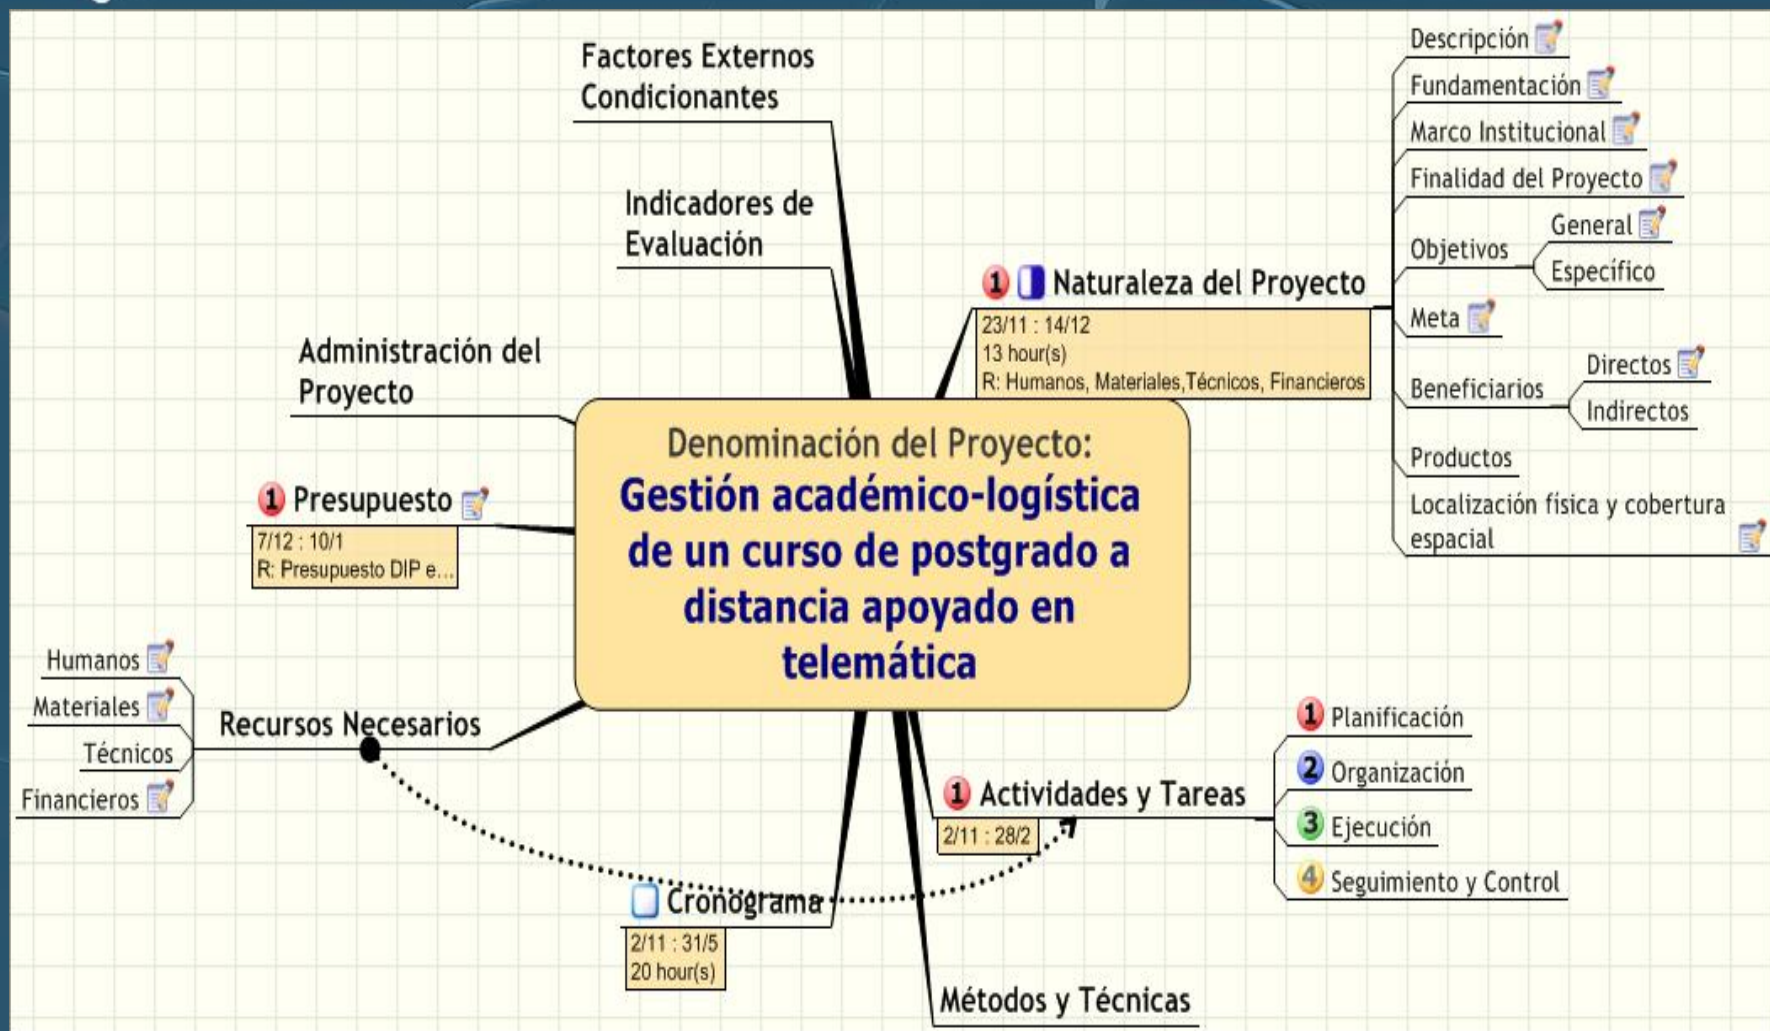 Factores Externos
Condicionantes
Indicadores de
Evaluación
Administración del
Proyecto
1 Presupuesto
7/12 : 10/1
R: Presupuesto DIP e...
Humanos
Materiales
Técnicos
Financieros
Recursos Necesarios
Denominación del Proyecto:
Gestión académico-logística
de un curso de postgrado a
distancia apoyado en
telemática
1 Naturaleza del Proyecto
23/11 : 14/12
13 hour(s)
R: Humanos, Materiales,Técnicos, Financieros
Descripción
Fundamentación
Marco Institucional
Finalidad del Proyecto
Objetivos
General
Específico
Meta
Beneficiarios
Directos
Indirectos
Productos
Localización física y cobertura
espacial
1 Actividades y Tareas
2/11 : 28/2
1 Planificación
2 Organización
3 Ejecución
4 Seguimiento y Control
Cronograma
2/11 : 31/5
20 hour(s)
Métodos y Técnicas